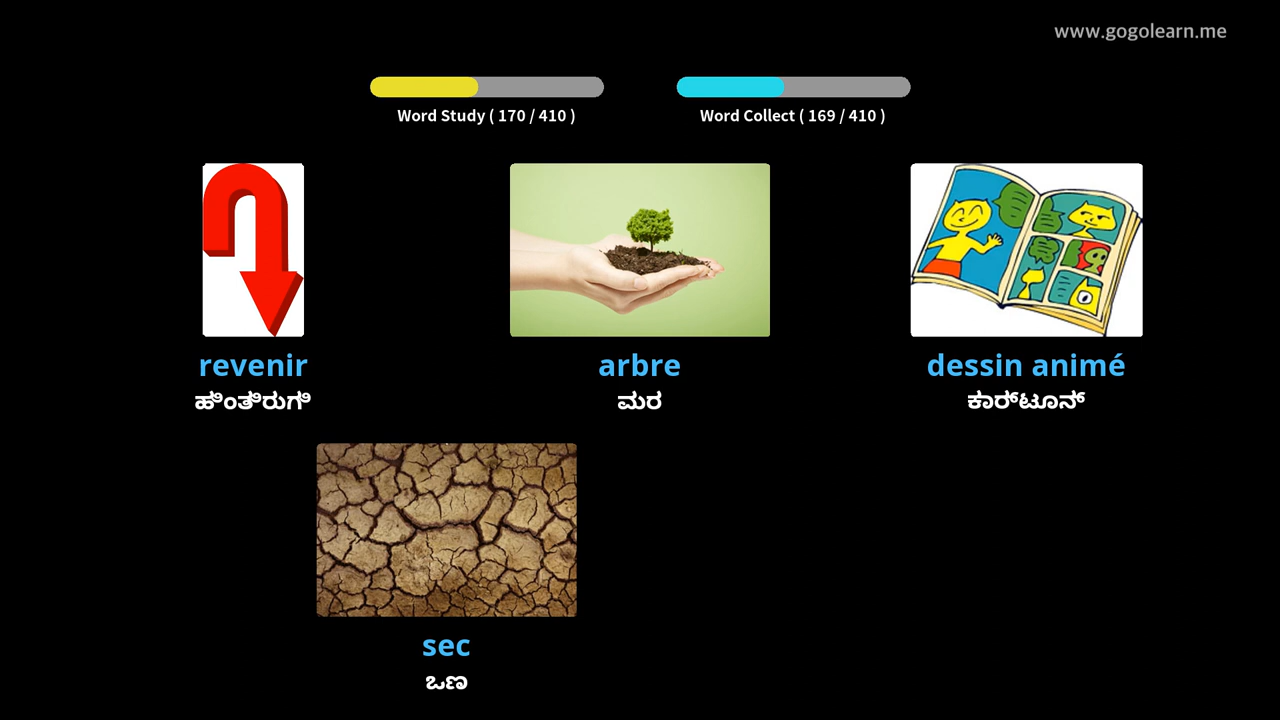 www.gogolearn.me
Word Study ( 170 / 410 )
Word Collect ( 169 / 410 )
revenir
ಹಿಂತಿರುಗಿ
arbre
ಮರ
dessin animé
ಕಾರ್ಟೂನ್
sec
ಒಣ